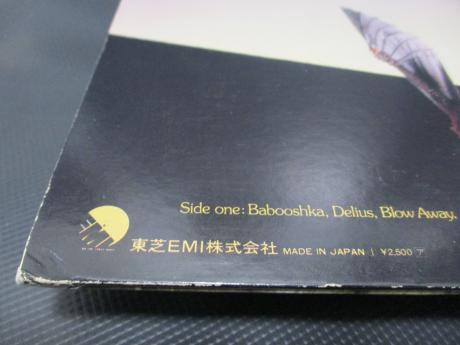 Side one: Babooshka, Delius, Blow Away,
東芝EMI株式会社 MADE IN JAPAN | ¥2,500 ア